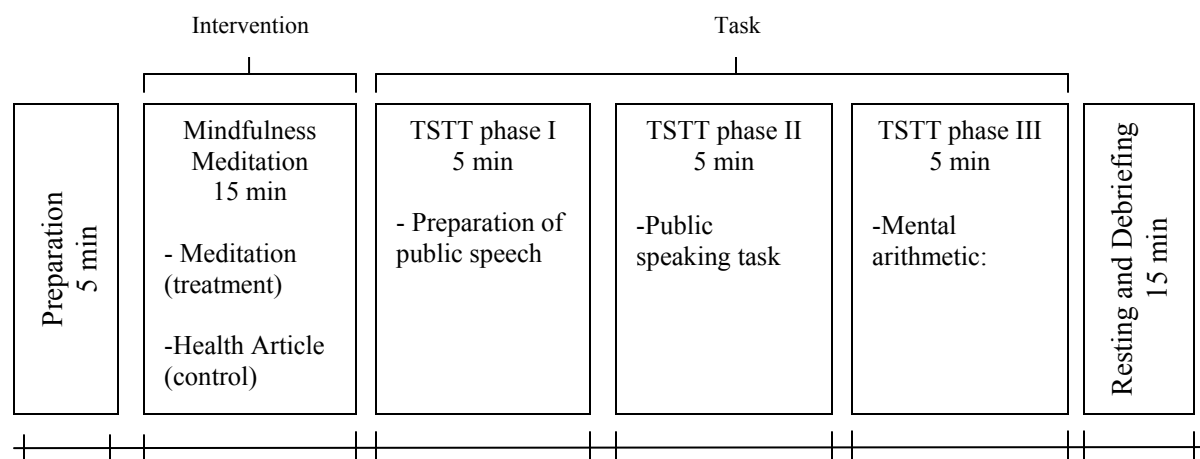 Intervention
Task
Preparation
5 min
Mindfulness
Meditation
15 min
- Meditation
(treatment)
-Health Article
(control)
TSTT phase I
5 min
- Preparation of
public speech
TSTT phase II
5 min
-Public
speaking task
TSTT phase III
5 min
-Mental
arithmetic:
Resting and Debriefing
15 min